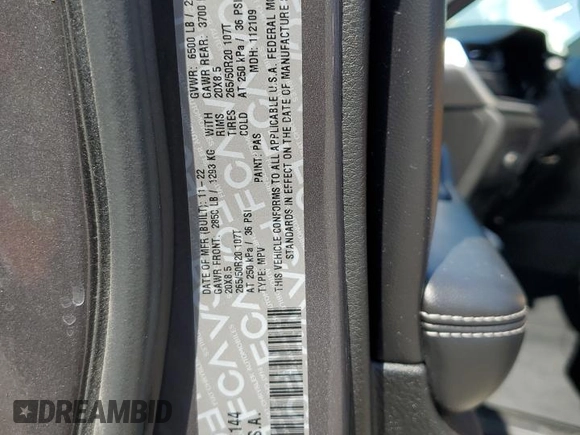 DATE OF MFR (BUILT): 11-22
GVWR: 6500 LB / 2
GAWR FRONT: 2850 LB / 1293 KG WITH
GAWR REAR: 3700
20X8.5 RIMS 20X8.5
265/50R20 107T TIRES 265/50R20 107T
AT 250 kPa / 36 PSI COLD AT 250 kPa / 36 PSI
TYPE: MPV PAINT: PAS MDH: 112109
THIS VEHICLE CONFORMS TO ALL APPLICABLE U.S.A. FEDERAL MO
STANDARDS IN EFFECT ON THE DATE OF MANUFACTURE S
144
S.A.
FCA
DEALERSHIP DIRECT